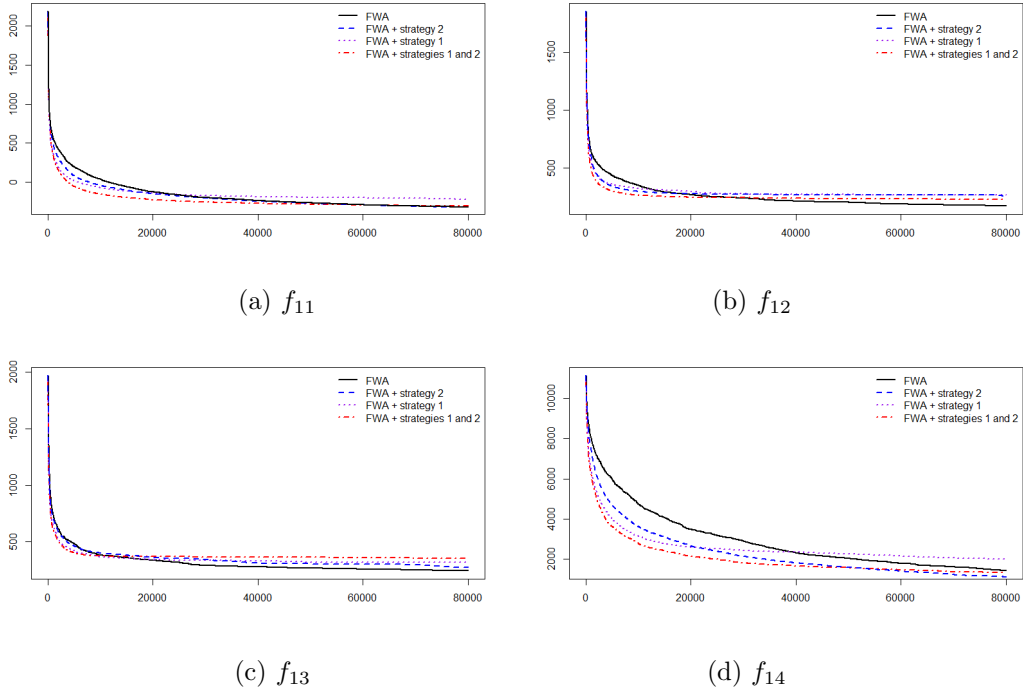 2000
1500
1000
500
0
FWA
FWA + strategy 2
FWA + strategy 1
FWA + strategies 1 and 2
0 20000 40000 60000 80000
(a) f11
1500
1000
500
FWA
FWA + strategy 2
FWA + strategy 1
FWA + strategies 1 and 2
0 20000 40000 60000 80000
(b) f12
2000
1500
1000
500
FWA
FWA + strategy 2
FWA + strategy 1
FWA + strategies 1 and 2
0 20000 40000 60000 80000
(c) f13
10000
8000
6000
4000
2000
FWA
FWA + strategy 2
FWA + strategy 1
FWA + strategies 1 and 2
0 20000 40000 60000 80000
(d) f14